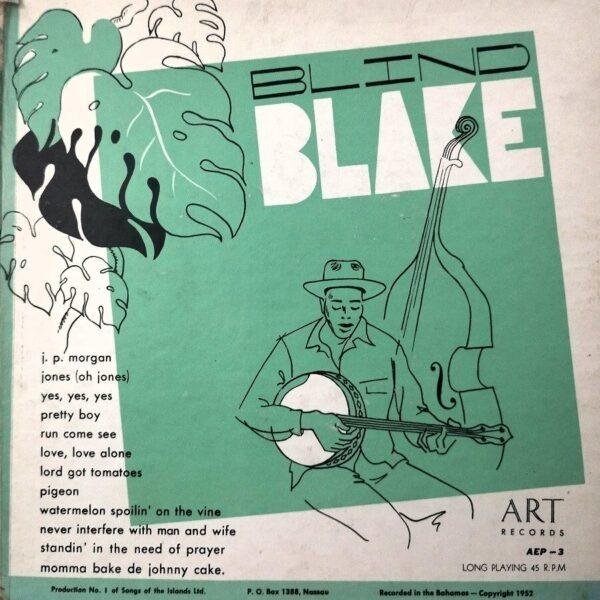 BLIND
BLAKE
j. p. morgan
jones (oh jones)
yes, yes, yes
pretty boy
run come see
love, love alone
lord got tomatoes
pigeon
watermelon spoilin' on the vine
never interfere with man and wife
standin' in the need of prayer
momma bake de johnny cake.
ART
RECORDS
AEP-3
LONG PLAYING 45 R.P.M
Production No. 1 of Songs of the Islands Ltd. P. O. Box 1388, Nassau Recorded in the Bahamas - Copyright 1952